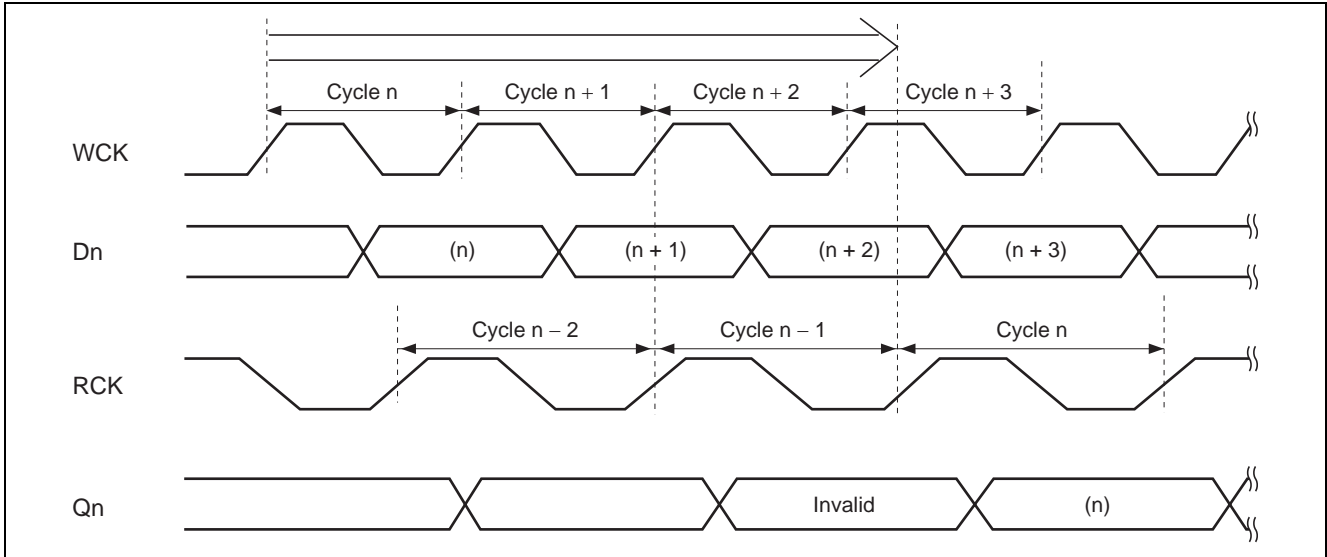 Cycle n Cycle n + 1 Cycle n + 2 Cycle n + 3
WCK
Dn (n) (n + 1) (n + 2) (n + 3)
Cycle n − 2 Cycle n − 1 Cycle n
RCK
Qn Invalid (n)